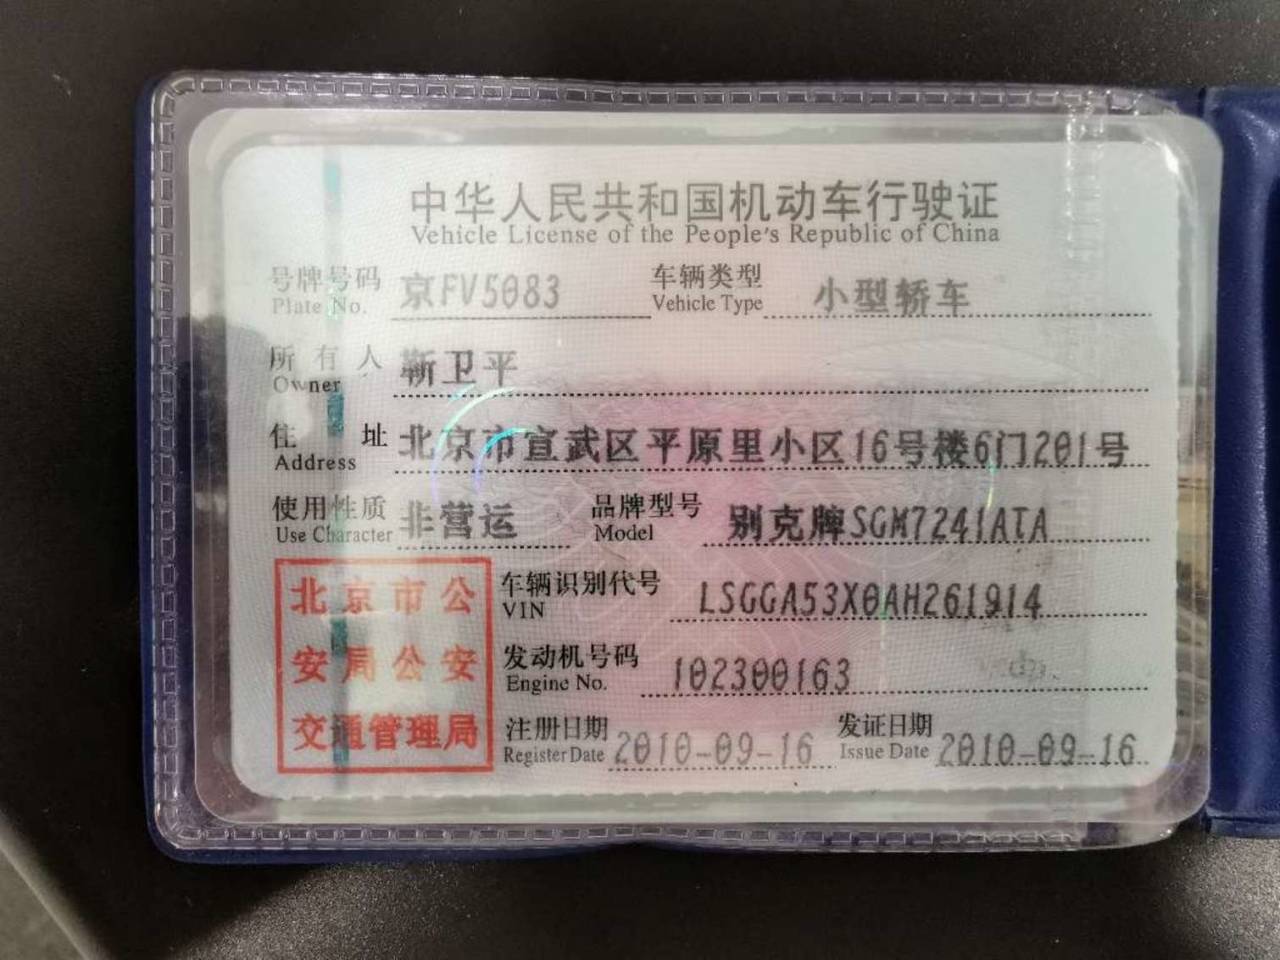 中华人民共和国机动车行驶证
Vehicle License of the People's Republic of China
号牌号码 京FV5083 车辆类型 小型轿车
Plate No. Vehicle Type
所有人 靳卫平
Owner
住址 北京市宣武区平原里小区16号楼6门201号
Address
使用性质 非营运 品牌型号 别克牌SGM7241ATA
Use Character Model
北京市公
安局公安
交通管理局
车辆识别代号 LSGGA53X0AH261914
VIN
发动机号码 102300163
Engine No.
注册日期 2010-09-16 发证日期 2010-09-16
Register Date Issue Date